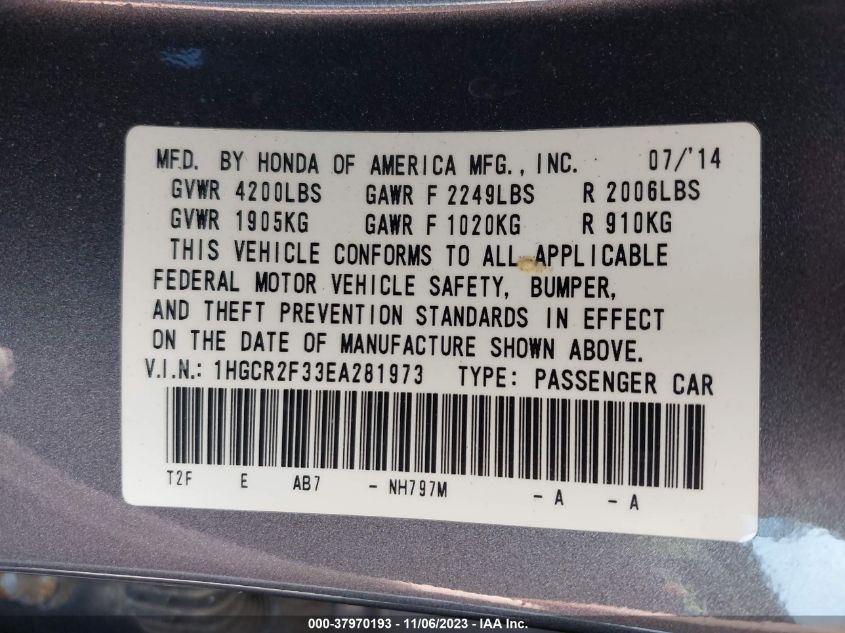 MFD. BY HONDA OF AMERICA MFG., INC. 07/'14
GVWR 4200LBS GAWR F 2249LBS R 2006LBS
GVWR 1905KG GAWR F 1020KG R 910KG
THIS VEHICLE CONFORMS TO ALL APPLICABLE
FEDERAL MOTOR VEHICLE SAFETY, BUMPER,
AND THEFT PREVENTION STANDARDS IN EFFECT
ON THE DATE OF MANUFACTURE SHOWN ABOVE.
V.I.N.: 1HGCR2F33EA281973 TYPE: PASSENGER CAR
T2F E AB7 - NH797M - A - A
000-37970193 - 11/06/2023 - IAA Inc.